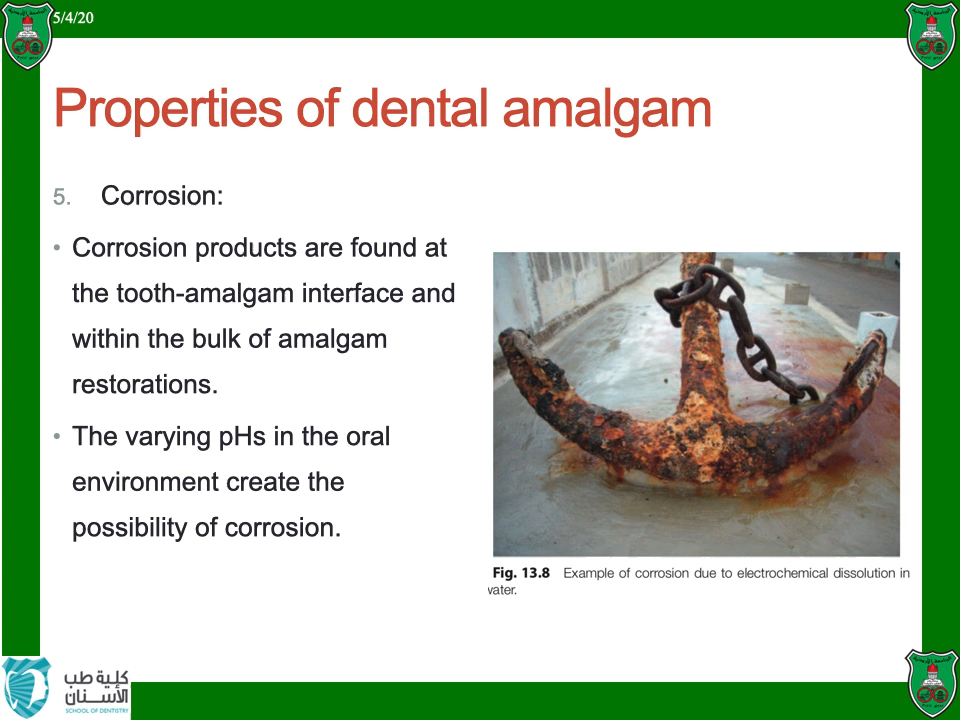 5/4/20
Properties of dental amalgam
5. Corrosion:
• Corrosion products are found at
the tooth-amalgam interface and
within the bulk of amalgam
restorations.
• The varying pHs in the oral
environment create the
possibility of corrosion.
Fig. 13.8 Example of corrosion due to electrochemical dissolution in
water.
كلية طب
الأسنان
SCHOOL OF DENTISTRY